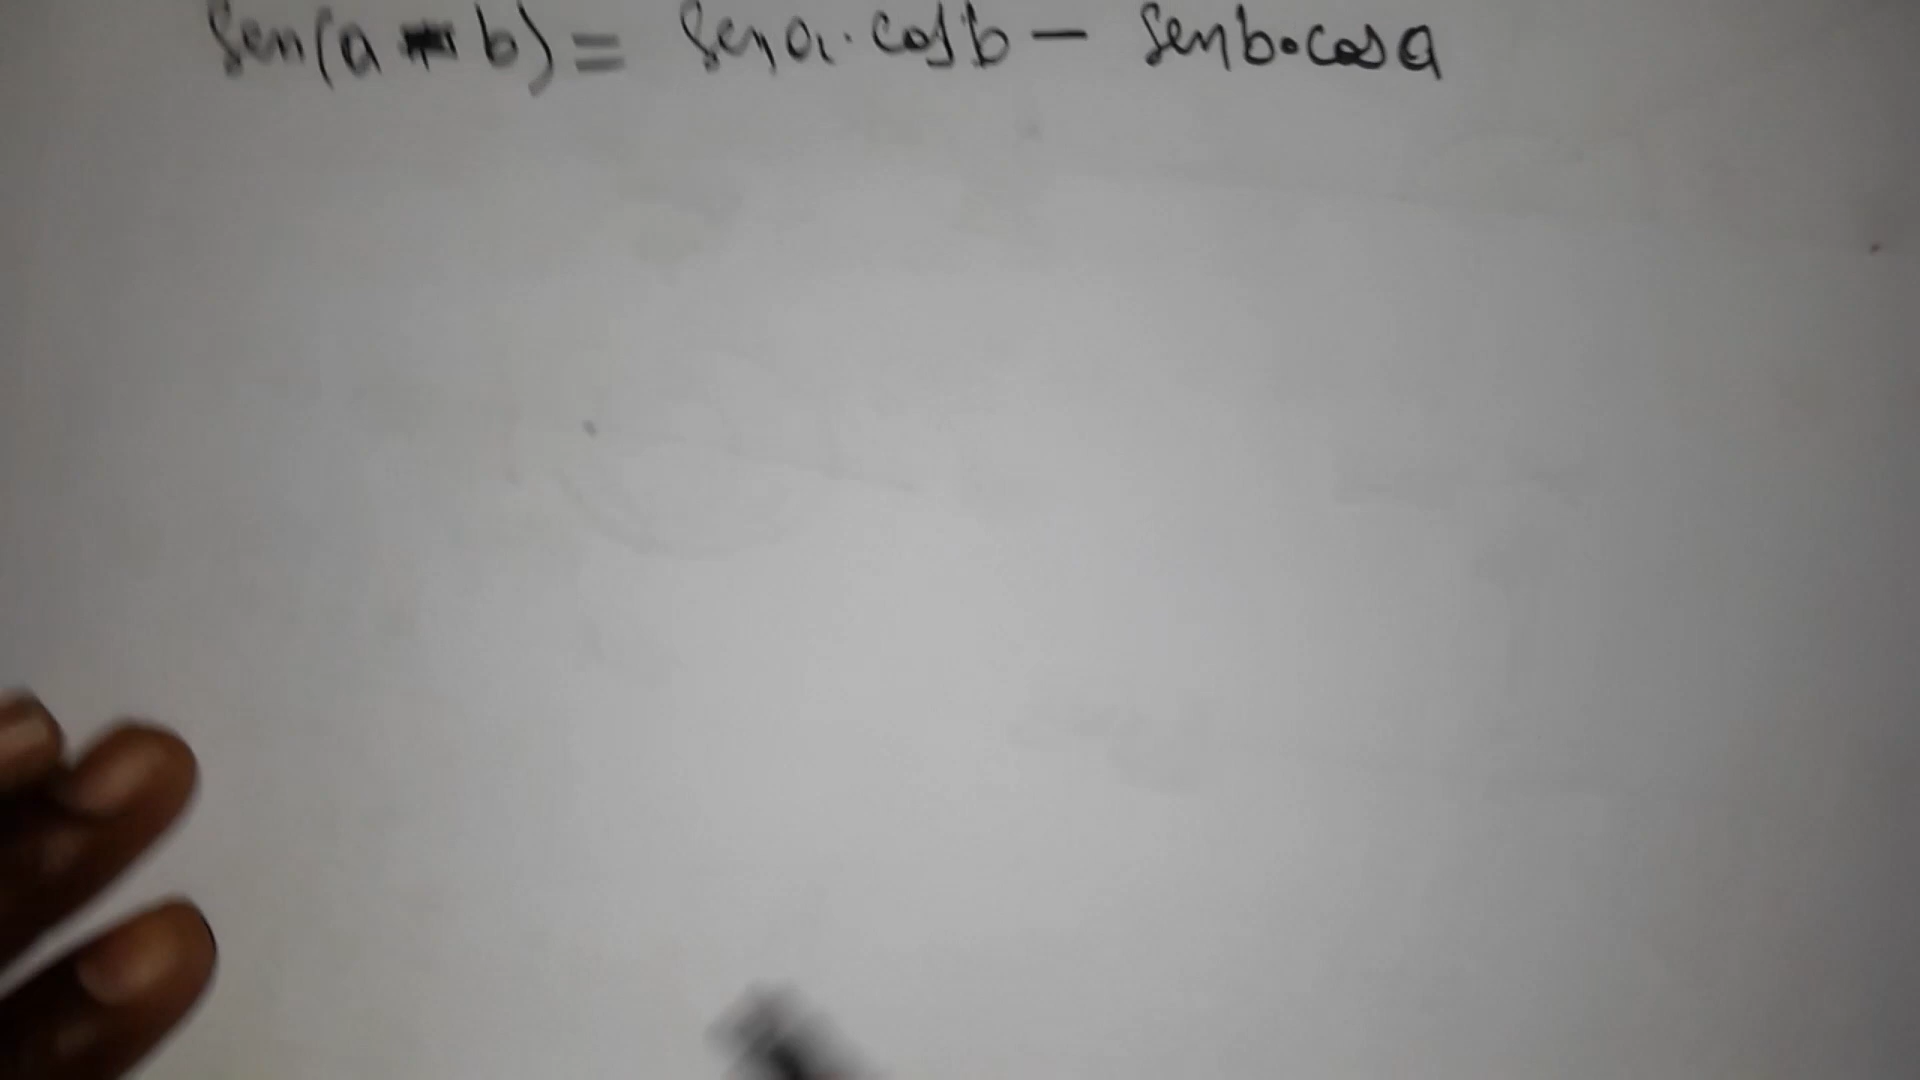 Sen(a - b) = Sen a · cos b - Sen b · cos a